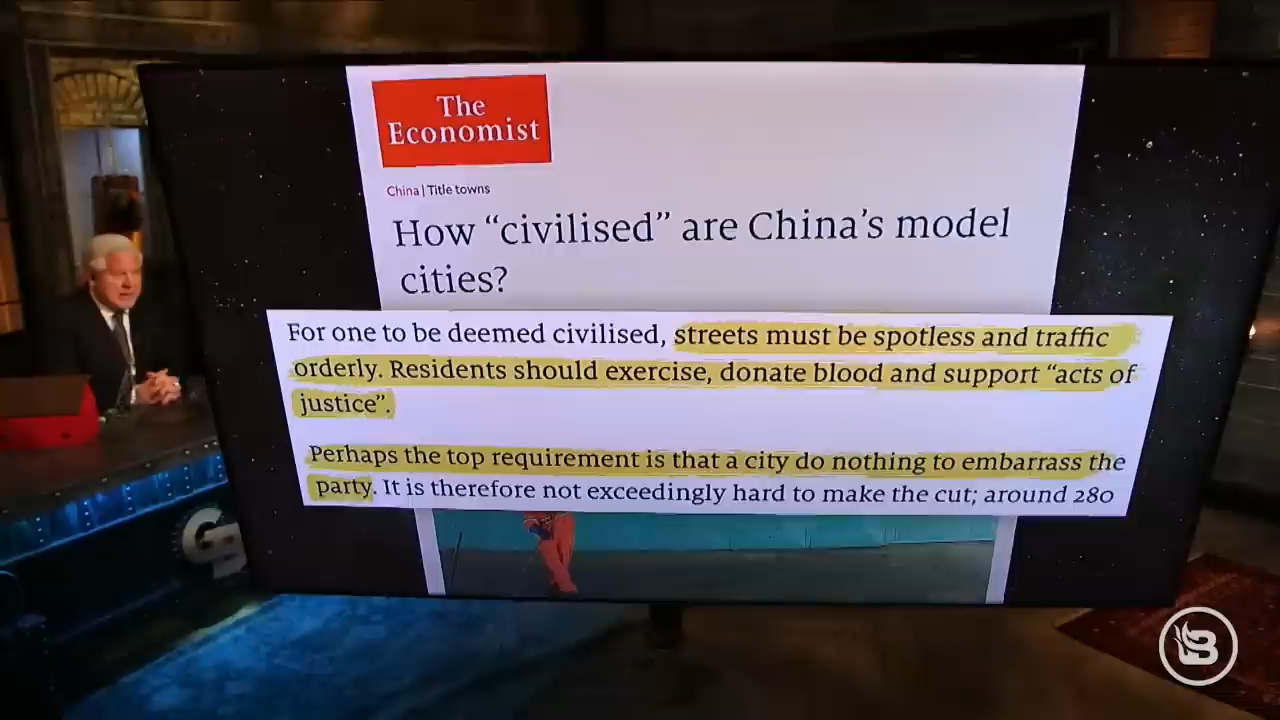 The
Economist
China | Title towns
How “civilised” are China’s model
cities?
For one to be deemed civilised, streets must be spotless and traffic
orderly. Residents should exercise, donate blood and support “acts of
justice”.
Perhaps the top requirement is that a city do nothing to embarrass the
party. It is therefore not exceedingly hard to make the cut; around 280
B